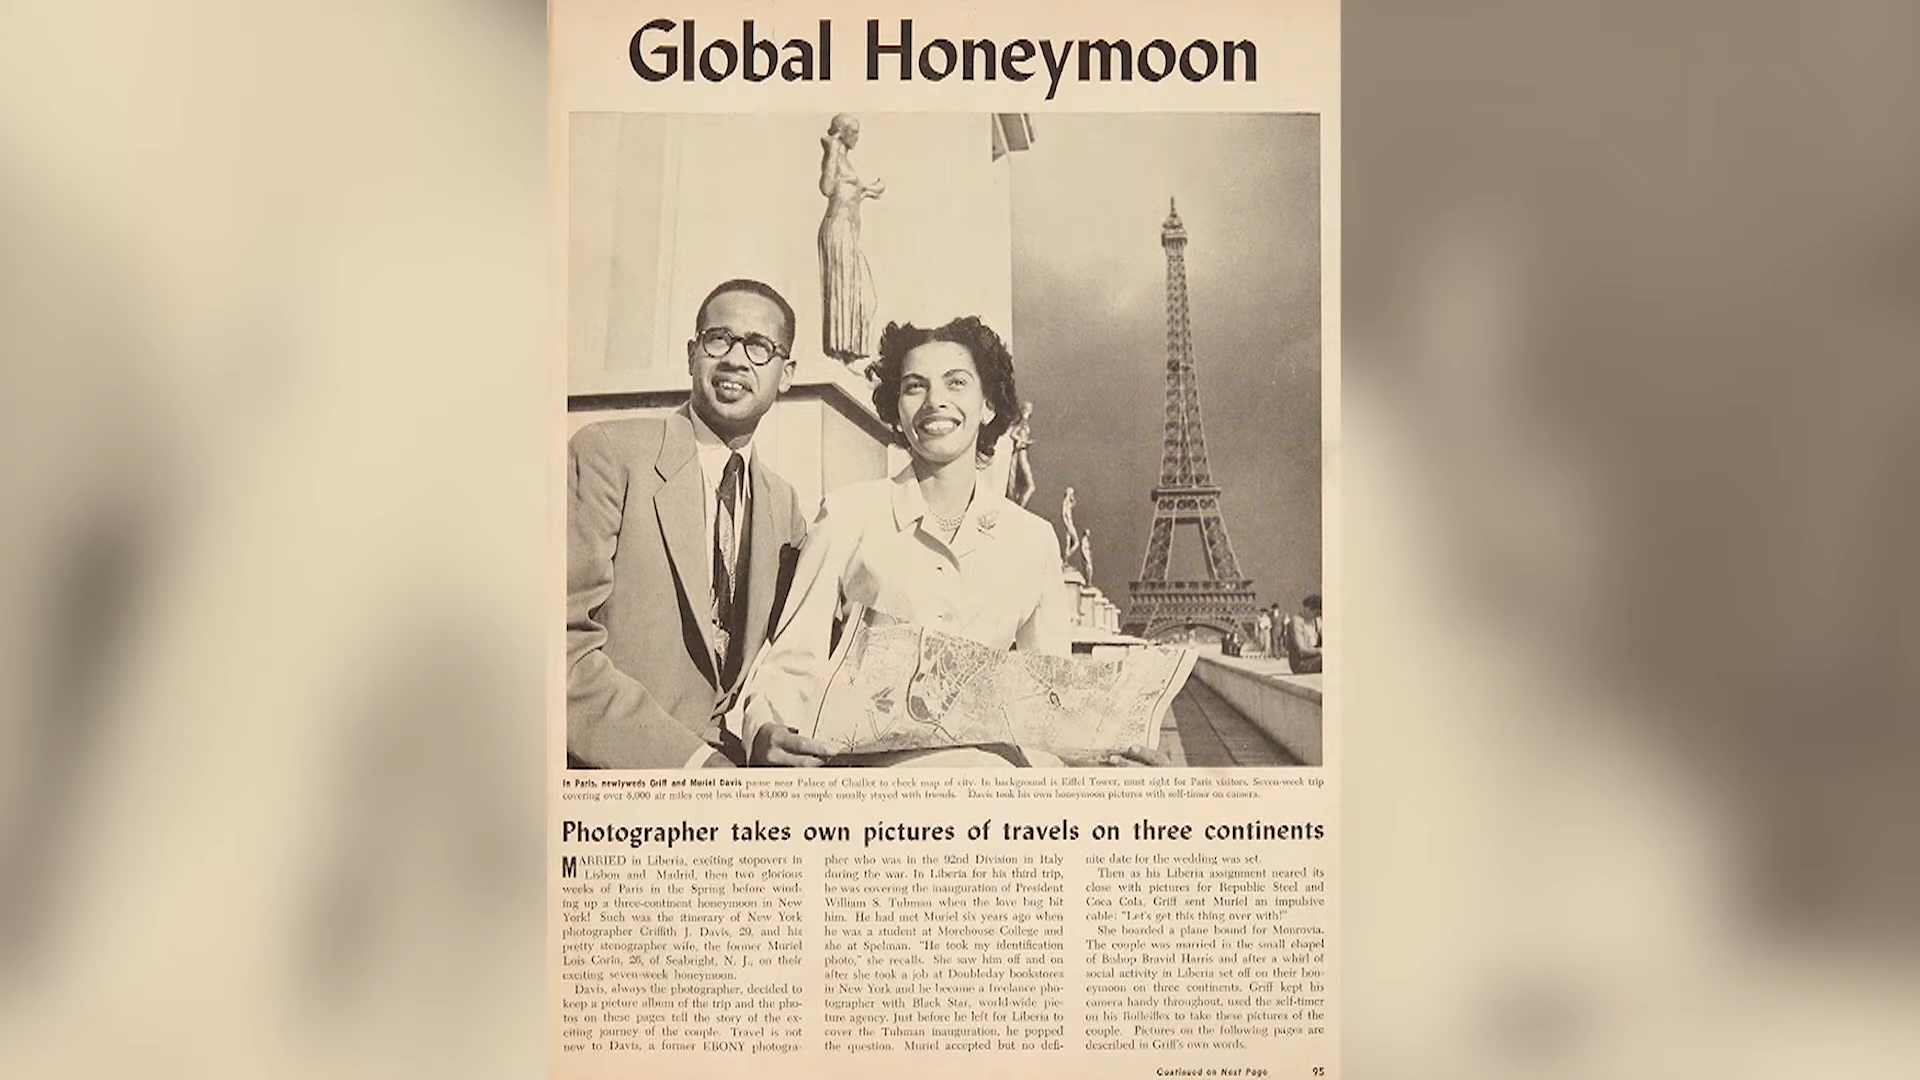 Global Honeymoon
In Paris, newlyweds Griff and Muriel Davis pause near Palace of Chaillot to check map of city. In background is Eiffel Tower, must sight for Paris visitors. Seven-week trip
covering over 8,000 air miles cost less than $3,000 as couple usually stayed with friends. Davis took his own honeymoon pictures with self-timer on camera.
Photographer takes own pictures of travels on three continents
MARRIED in Liberia, exciting stopovers in
Lisbon and Madrid, then two glorious
weeks of Paris in the Spring before wind-
ing up a three-continent honeymoon in New
York! Such was the itinerary of New York
photographer Griffith J. Davis, 29, and his
pretty stenographer wife, the former Muriel
Lois Corin, 26, of Seabright, N. J., on their
exciting seven-week honeymoon.
Davis, always the photographer, decided to
keep a picture album of the trip and the pho-
tos on these pages tell the story of the ex-
citing journey of the couple. Travel is not
new to Davis, a former EBONY photogra-
pher who was in the 92nd Division in Italy
during the war. In Liberia for his third trip,
he was covering the inauguration of President
William S. Tubman when the love bug bit
him. He had met Muriel six years ago when
he was a student at Morehouse College and
she at Spelman. "He took my identification
photo," she recalls. She saw him off and on
after she took a job at Doubleday bookstores
in New York and he became a freelance pho-
tographer with Black Star, world-wide pic-
ture agency. Just before he left for Liberia to
cover the Tubman inauguration, he popped
the question. Muriel accepted but no defi-
nite date for the wedding was set.
Then as his Liberia assignment neared its
close with pictures for Republic Steel and
Coca Cola, Griff sent Muriel an impulsive
cable: "Let's get this thing over with!"
She boarded a plane bound for Monrovia.
The couple was married in the small chapel
of Bishop Bravid Harris and after a whirl of
social activity in Liberia set off on their hon-
eymoon on three continents. Griff kept his
camera handy throughout, used the self-timer
on his Rolleiflex to take these pictures of the
couple. Pictures on the following pages are
described in Griff's own words.
Continued on Next Page 95